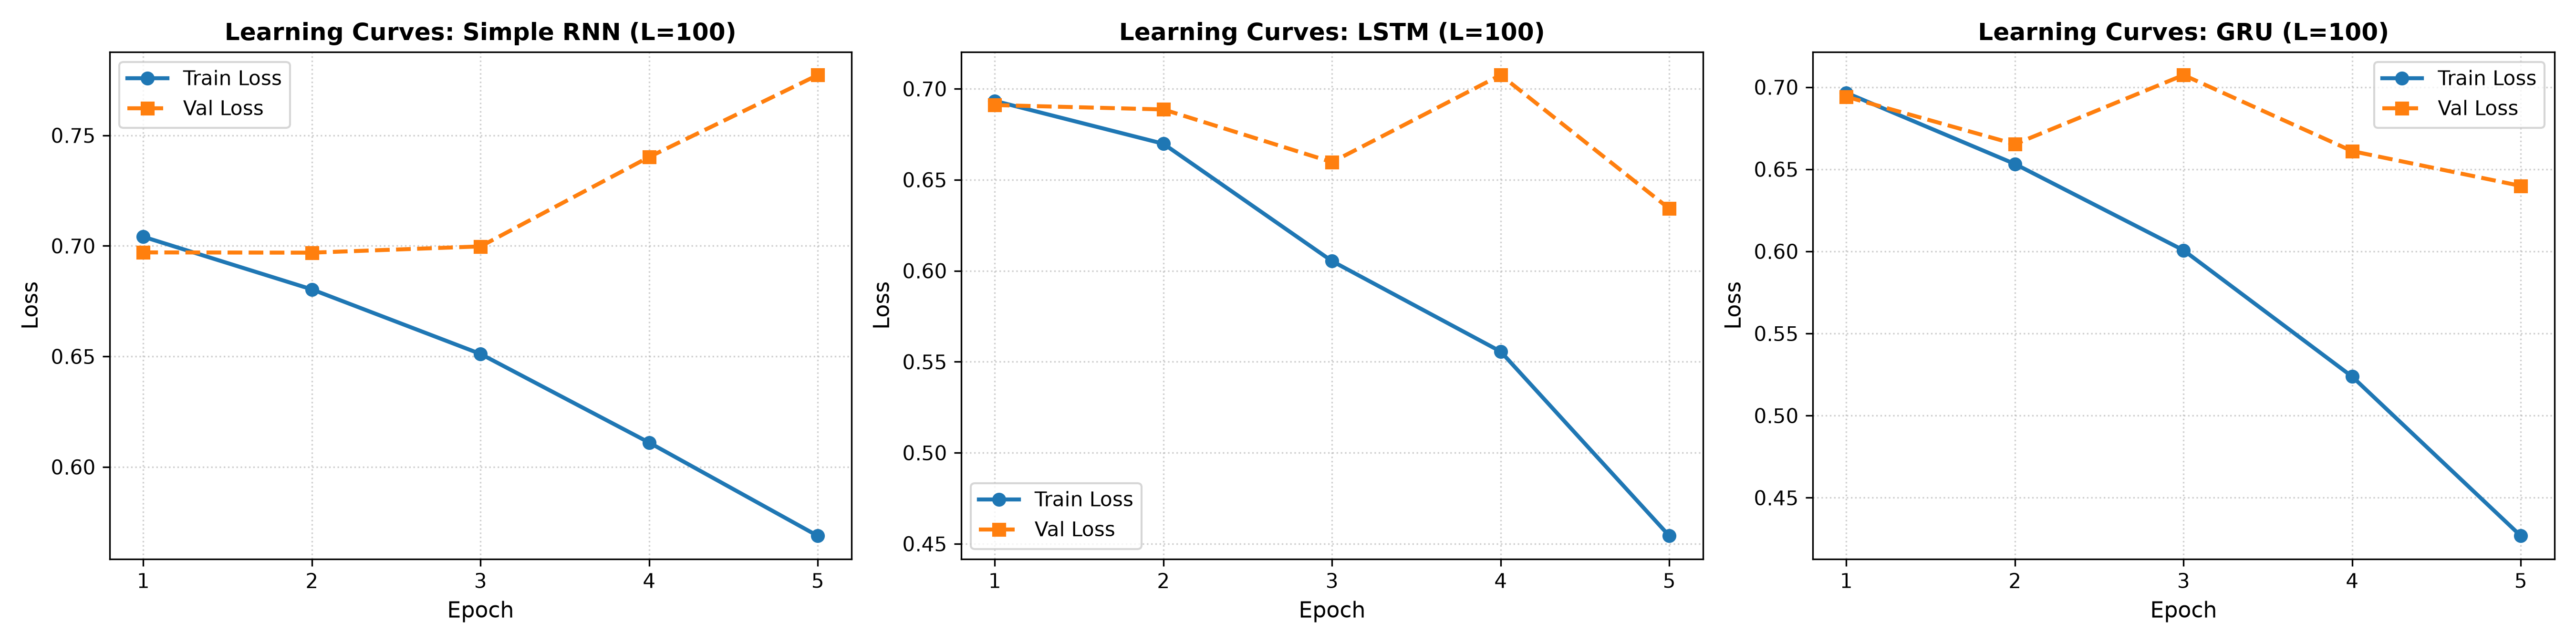 Learning Curves: Simple RNN (L=100)
Train Loss
Val Loss
0.75
0.70
0.65
0.60
Loss
1 2 3 4 5
Epoch
Learning Curves: LSTM (L=100)
0.70
0.65
0.60
0.55
0.50
0.45
Loss
Train Loss
Val Loss
1 2 3 4 5
Epoch
Learning Curves: GRU (L=100)
Train Loss
Val Loss
0.70
0.65
0.60
0.55
0.50
0.45
Loss
1 2 3 4 5
Epoch